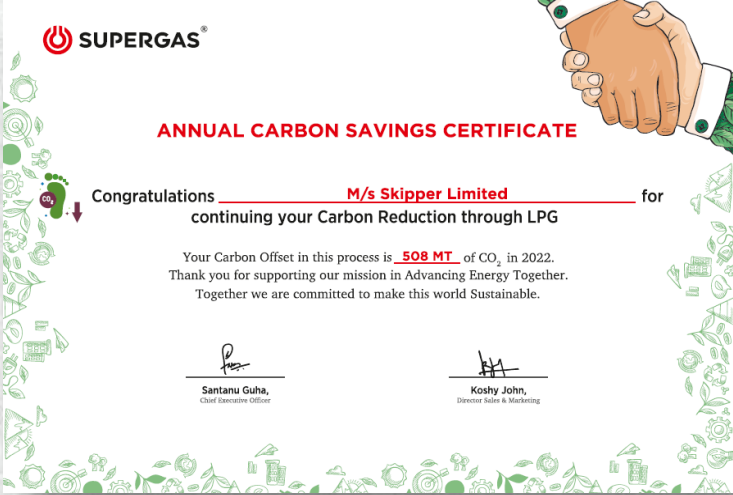 SUPERGAS®
ANNUAL CARBON SAVINGS CERTIFICATE
CO₂
Congratulations M/s Skipper Limited for
continuing your Carbon Reduction through LPG
Your Carbon Offset in this process is 508 MT of CO₂ in 2022.
Thank you for supporting our mission in Advancing Energy Together.
Together we are committed to make this world Sustainable.
Santanu Guha,
Chief Executive Officer
Koshy John,
Director Sales & Marketing